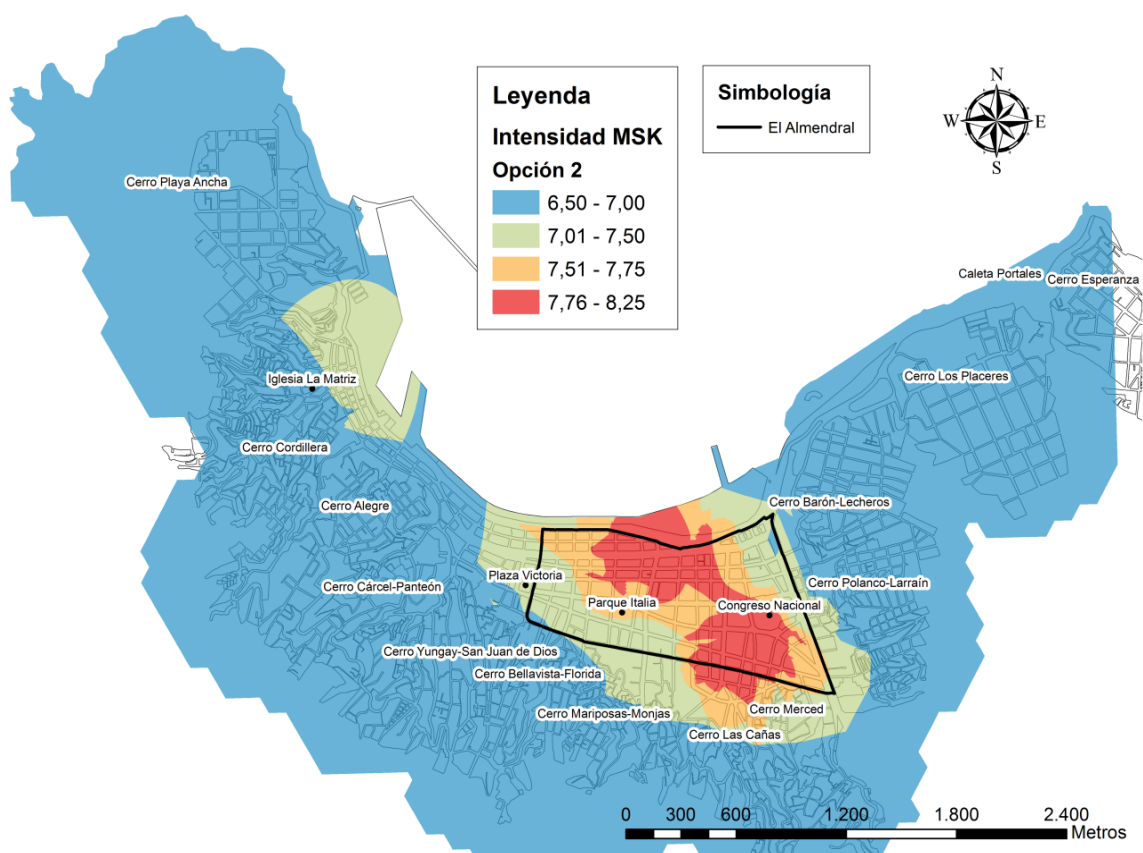 Leyenda
Intensidad MSK
Opción 2
6,50 - 7,00
7,01 - 7,50
7,51 - 7,75
7,76 - 8,25
Simbología
El Almendral
N
W
E
S
Cerro Playa Ancha
Caleta Portales
Cerro Esperanza
Iglesia La Matriz
Cerro Los Placeres
Cerro Cordillera
Cerro Alegre
Cerro Barón-Lecheros
Plaza Victoria
Cerro Cárcel-Panteón
Cerro Polanco-Larraín
Parque Italia
Congreso Nacional
Cerro Yungay-San Juan de Dios
Cerro Bellavista-Florida
Cerro Merced
Cerro Mariposas-Monjas
Cerro Las Cañas
0 300 600 1.200 1.800 2.400
Metros